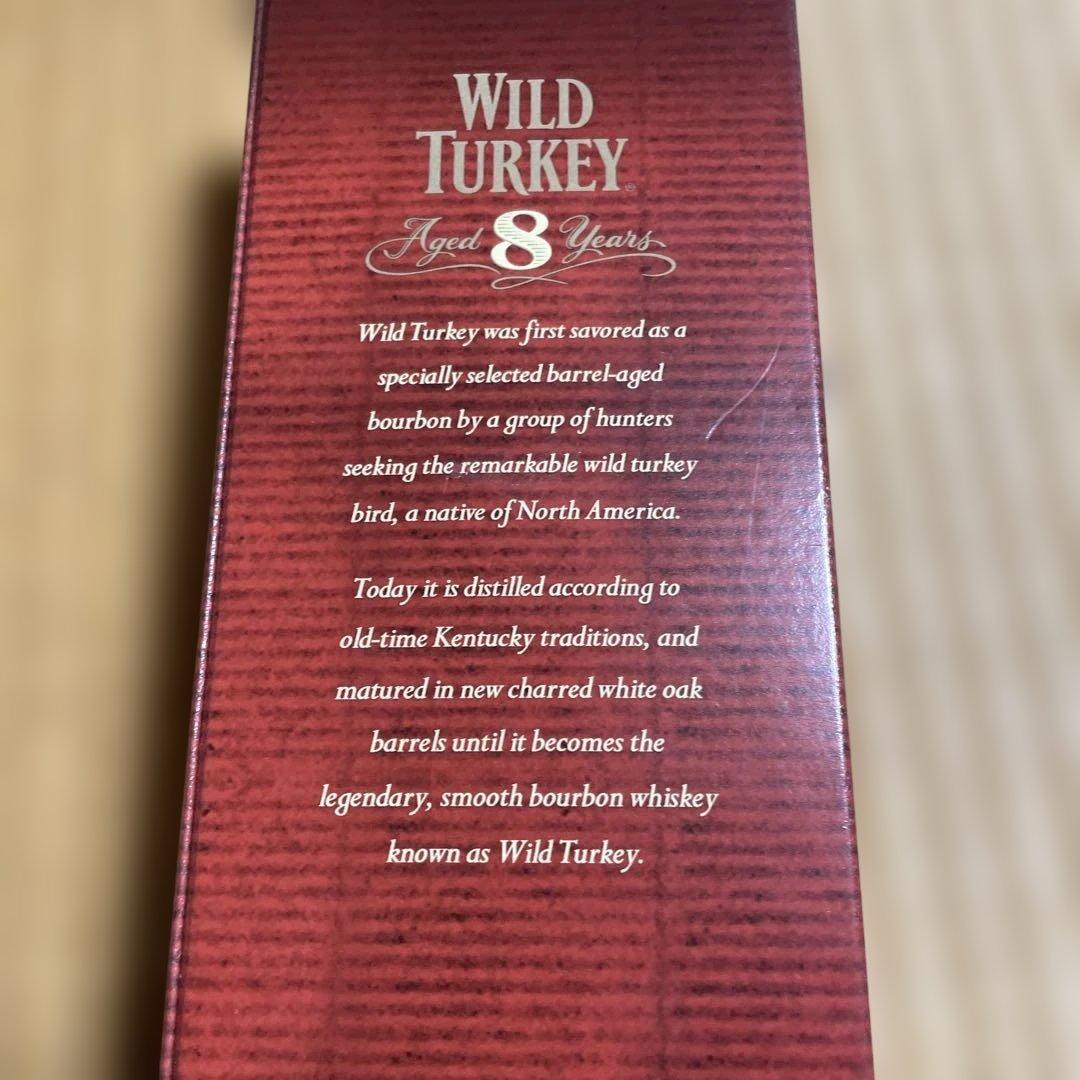 WILD
TURKEY®
Aged 8 Years
Wild Turkey was first savored as a
specially selected barrel-aged
bourbon by a group of hunters
seeking the remarkable wild turkey
bird, a native of North America.
Today it is distilled according to
old-time Kentucky traditions, and
matured in new charred white oak
barrels until it becomes the
legendary, smooth bourbon whiskey
known as Wild Turkey.